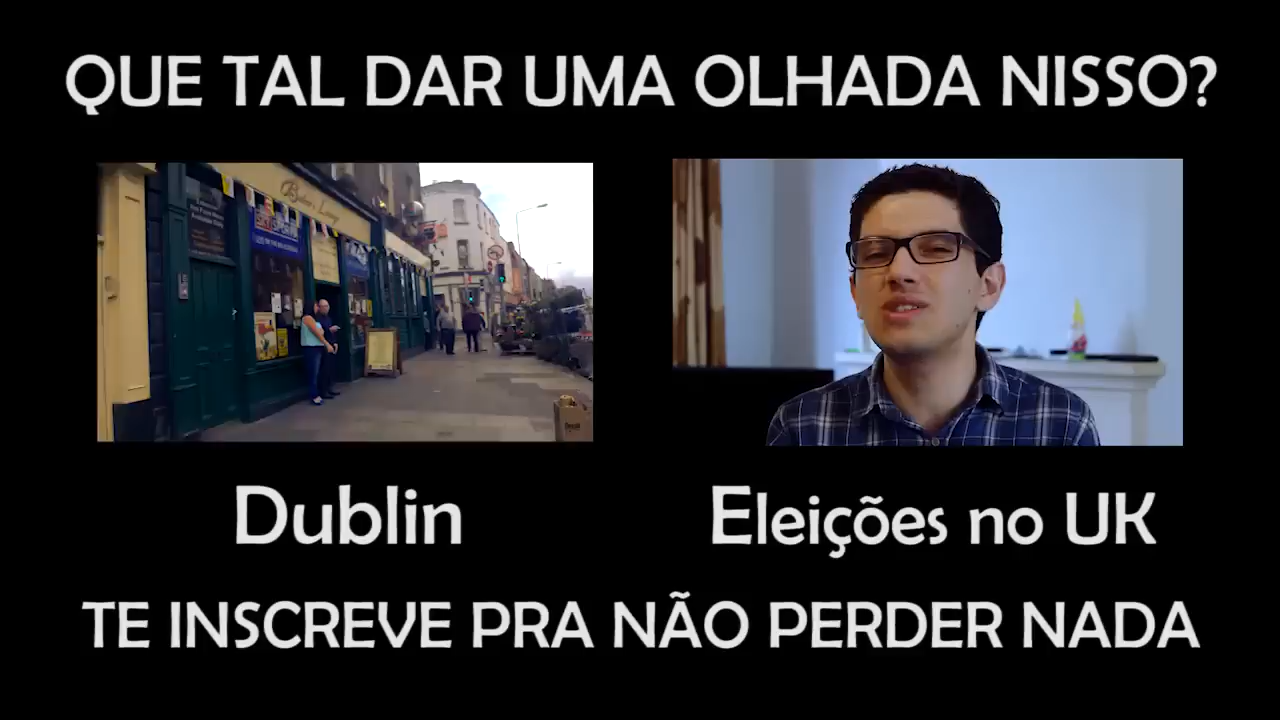 QUE TAL DAR UMA OLHADA NISSO?
Dublin
Eleições no UK
TE INSCREVE PRA NÃO PERDER NADA